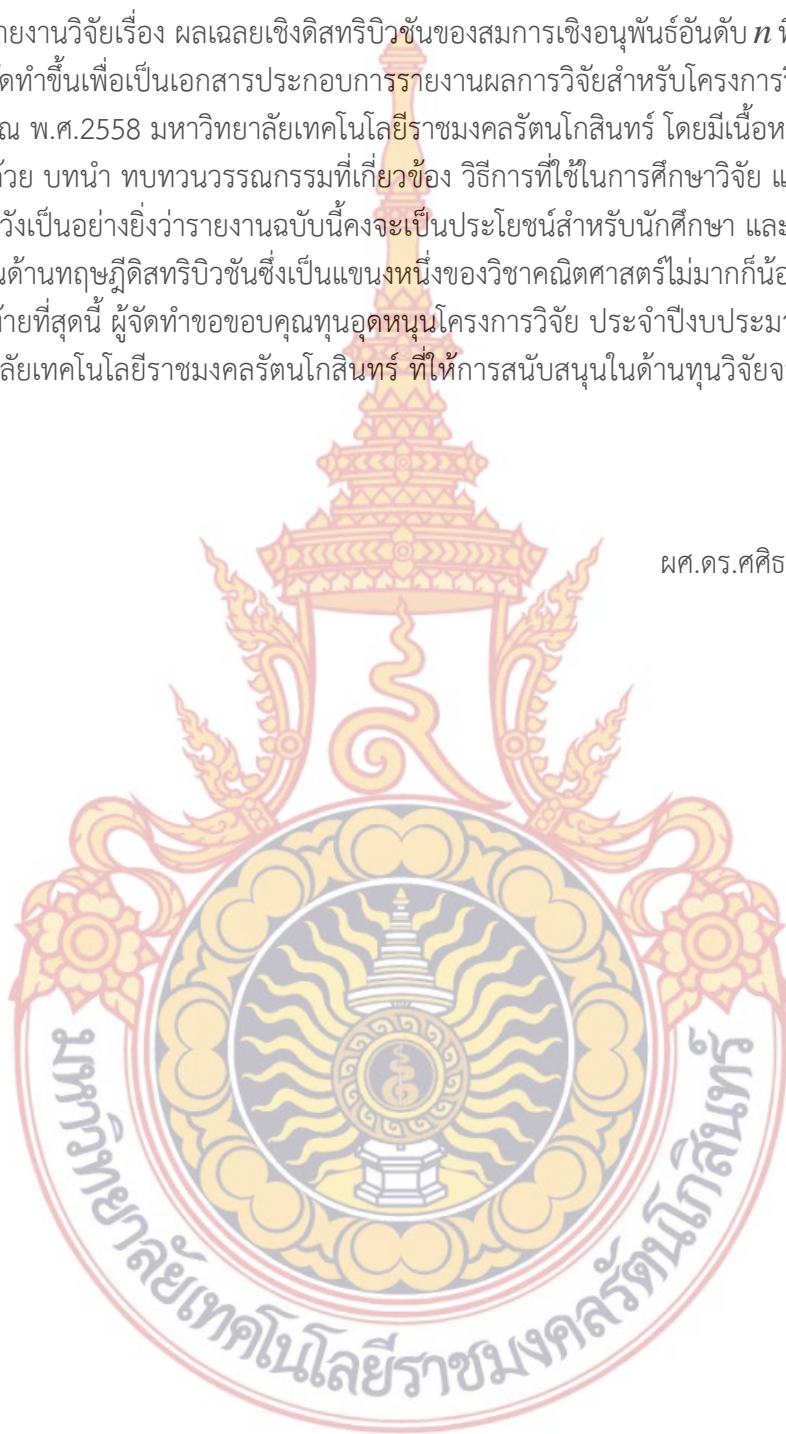 ายงานวิจัยเรื่อง ผลเฉลยเชิงดิสทริบิวชันของสมการเชิงอนุพันธ์อันดับ n ที
ัดทำขึ้นเพื่อเป็นเอกสารประกอบการรายงานผลการวิจัยสำหรับโครงการวิ
ณ พ.ศ.2558 มหาวิทยาลัยเทคโนโลยีราชมงคลรัตนโกสินทร์ โดยมีเนื้อห
้วย บทนำ ทบทวนวรรณกรรมที่เกี่ยวข้อง วิธีการที่ใช้ในการศึกษาวิจัย แ
วังเป็นอย่างยิ่งว่ารายงานฉบับนี้คงจะเป็นประโยชน์สำหรับนักศึกษา และ
นด้านทฤษฎีดิสทริบิวชันซึ่งเป็นแขนงหนึ่งของวิชาคณิตศาสตร์ไม่มากก็น้อ
้ายที่สุดนี้ ผู้จัดทำขอขอบคุณทุนอุดหนุนโครงการวิจัย ประจำปีงบประมา
ลัยเทคโนโลยีราชมงคลรัตนโกสินทร์ ที่ให้การสนับสนุนในด้านทุนวิจัยจ
ผศ.ดร.ศศิธ
มหาวิทยาลัยเทคโนโลยีราชมงคลรัตนโกสินทร์